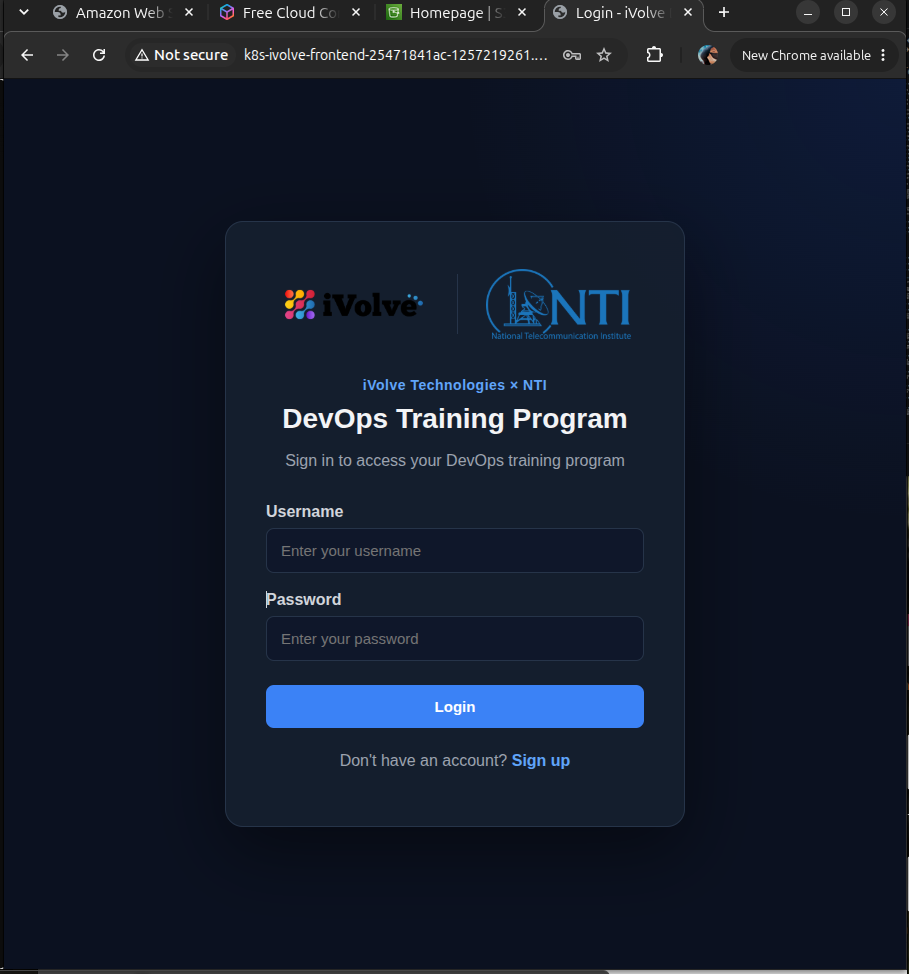 Amazon Web S
Free Cloud Co
Homepage | S
Login - iVolve
Not secure
k8s-ivolve-frontend-25471841ac-1257219261....
New Chrome available
iVolve
NTI
National Telecommunication Institute
iVolve Technologies × NTI
DevOps Training Program
Sign in to access your DevOps training program
Username
Enter your username
Password
Enter your password
Login
Don't have an account? Sign up